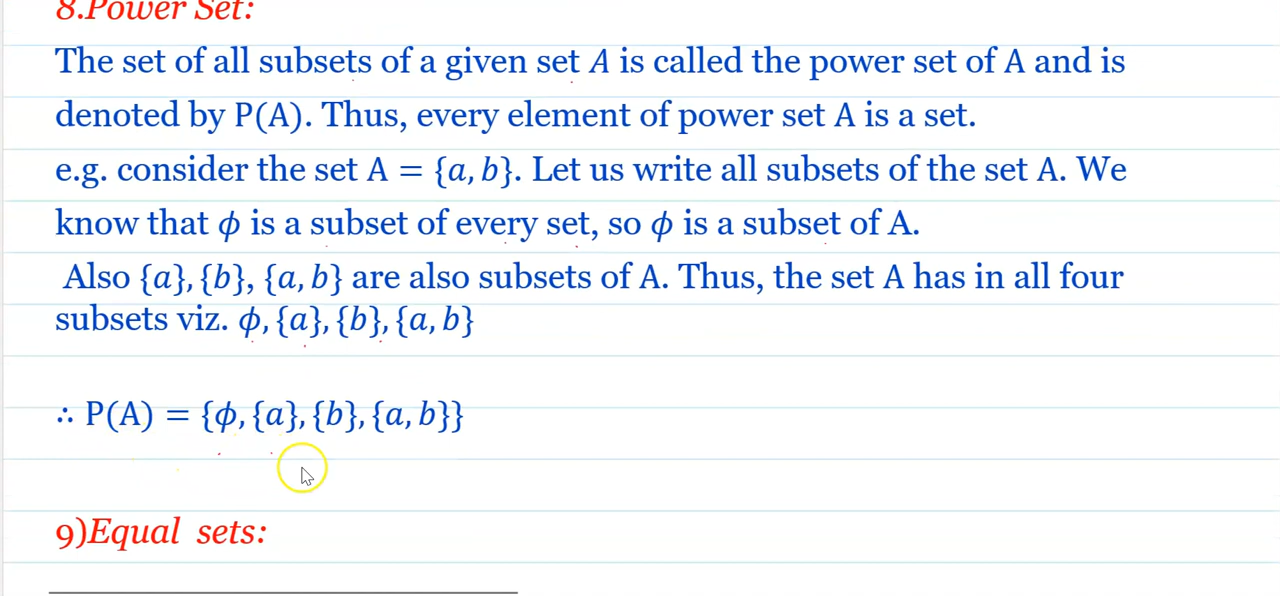 8.Power Set:
The set of all subsets of a given set A is called the power set of A and is
denoted by P(A). Thus, every element of power set A is a set.
e.g. consider the set A = {a, b}. Let us write all subsets of the set A. We
know that ϕ is a subset of every set, so ϕ is a subset of A.
Also {a}, {b}, {a, b} are also subsets of A. Thus, the set A has in all four
subsets viz. ϕ, {a}, {b}, {a, b}
∴ P(A) = {ϕ, {a}, {b}, {a, b}}
9)Equal sets: